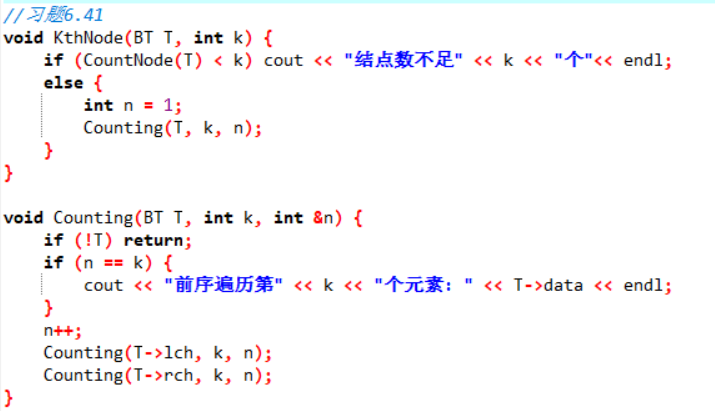 //习题6.41
void KthNode(BT T, int k) {
    if (CountNode(T) < k) cout << "结点数不足" << k << "个"<< endl;
    else {
        int n = 1;
        Counting(T, k, n);
    }
}

void Counting(BT T, int k, int &n) {
    if (!T) return;
    if (n == k) {
        cout << "前序遍历第" << k << "个元素：" << T->data << endl;
    }
    n++;
    Counting(T->lch, k, n);
    Counting(T->rch, k, n);
}